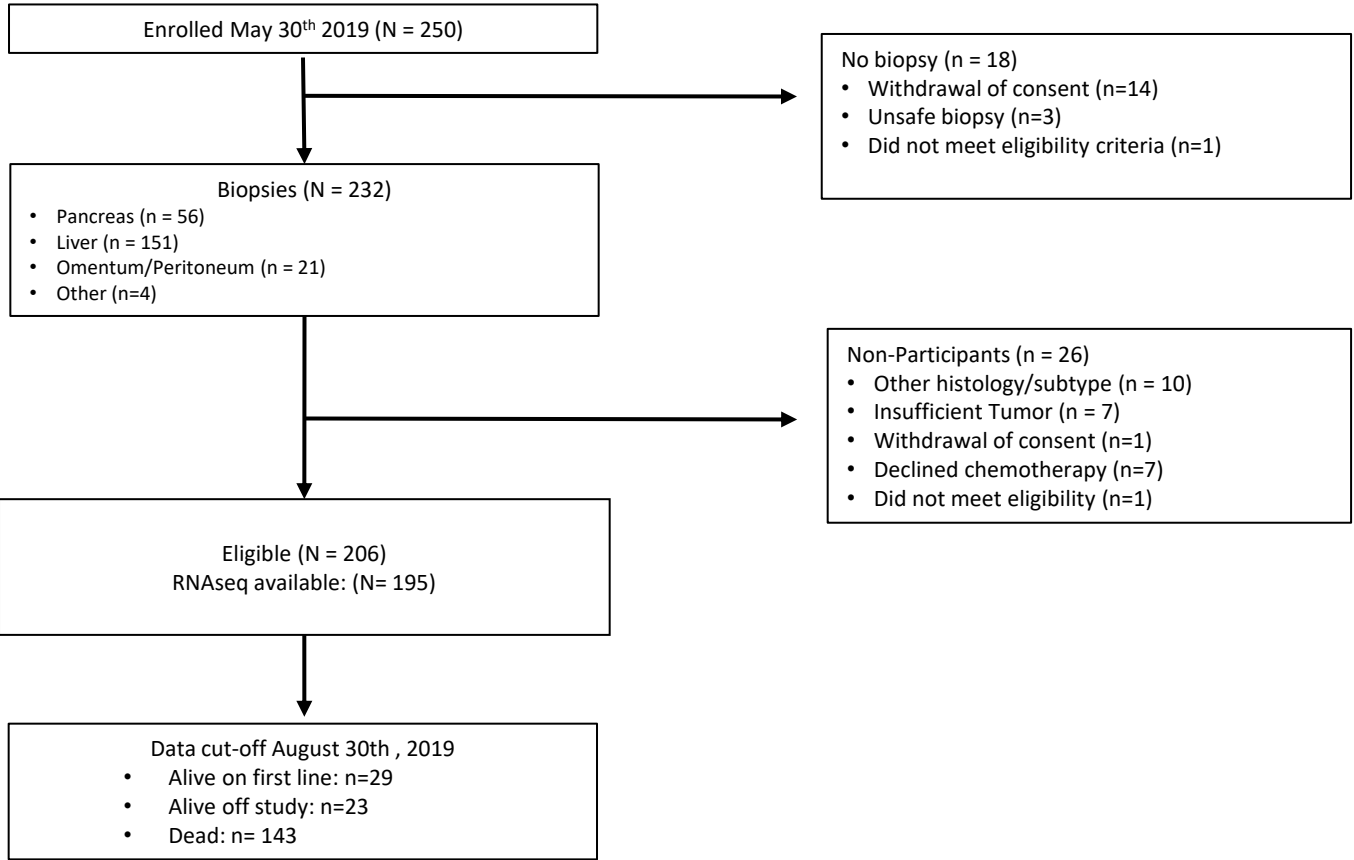 Enrolled May 30th 2019 (N = 250)
No biopsy (n = 18)
• Withdrawal of consent (n=14)
• Unsafe biopsy (n=3)
• Did not meet eligibility criteria (n=1)
Biopsies (N = 232)
• Pancreas (n = 56)
• Liver (n = 151)
• Omentum/Peritoneum (n = 21)
• Other (n=4)
Non-Participants (n = 26)
• Other histology/subtype (n = 10)
• Insufficient Tumor (n = 7)
• Withdrawal of consent (n=1)
• Declined chemotherapy (n=7)
• Did not meet eligibility (n=1)
Eligible (N = 206)
RNAseq available: (N= 195)
Data cut-off August 30th , 2019
• Alive on first line: n=29
• Alive off study: n=23
• Dead: n= 143